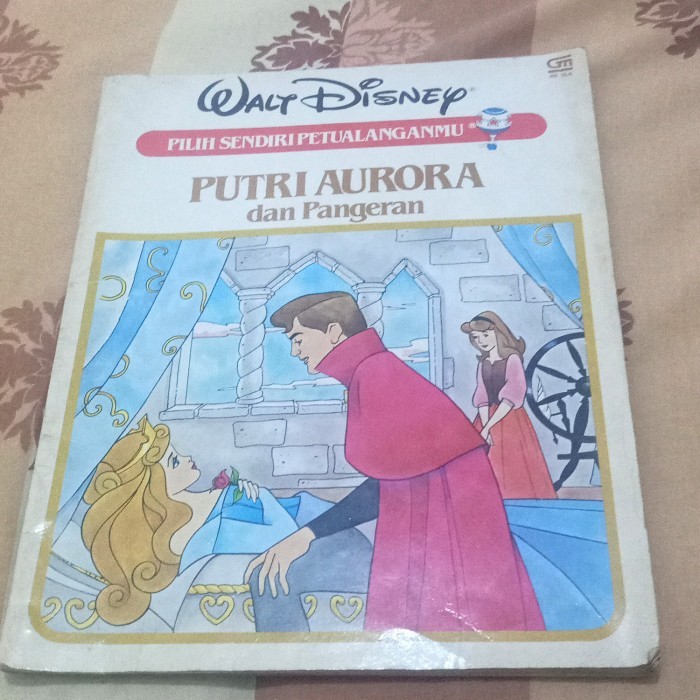 WALT DISNEY
PILIH SENDIRI PETUALANGANMU ®
PUTRI AURORA
dan Pangeran